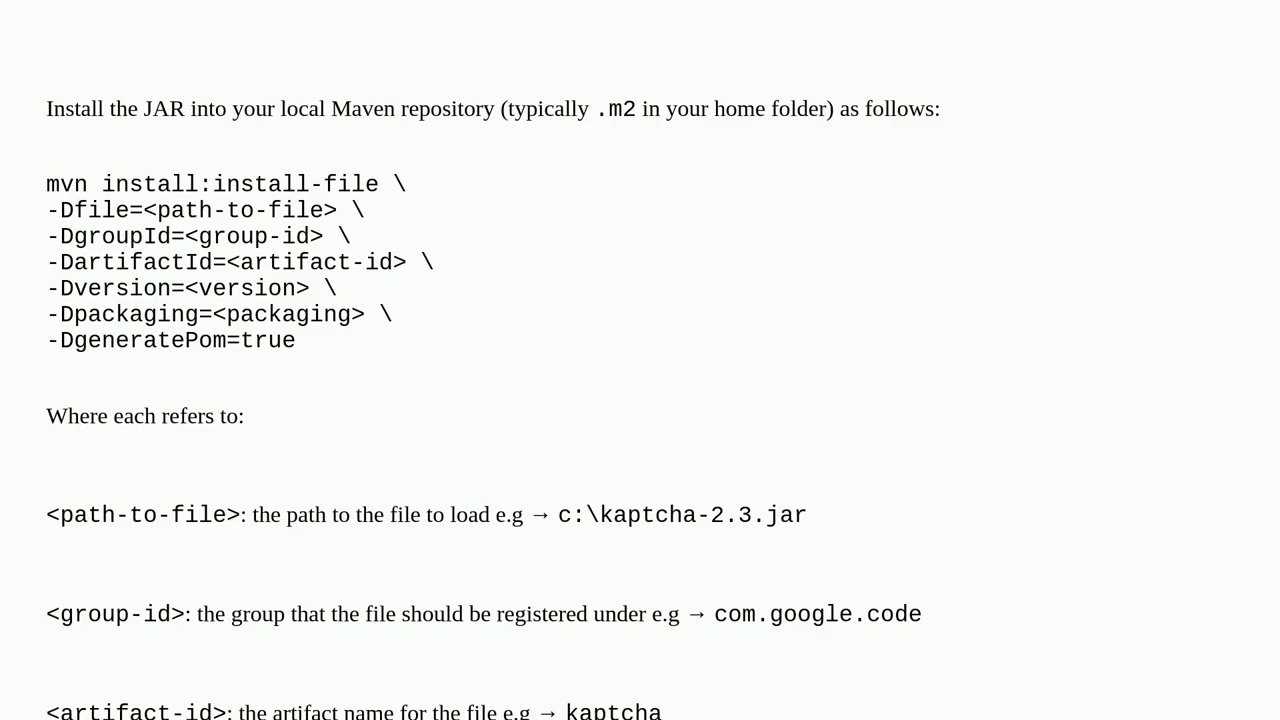 Install the JAR into your local Maven repository (typically .m2 in your home folder) as follows:
mvn install:install-file \
-Dfile=<path-to-file> \
-DgroupId=<group-id> \
-DartifactId=<artifact-id> \
-Dversion=<version> \
-Dpackaging=<packaging> \
-DgeneratePom=true
Where each refers to:
<path-to-file>: the path to the file to load e.g → c:\kaptcha-2.3.jar
<group-id>: the group that the file should be registered under e.g → com.google.code
<artifact-id>: the artifact name for the file e.g → kaptcha